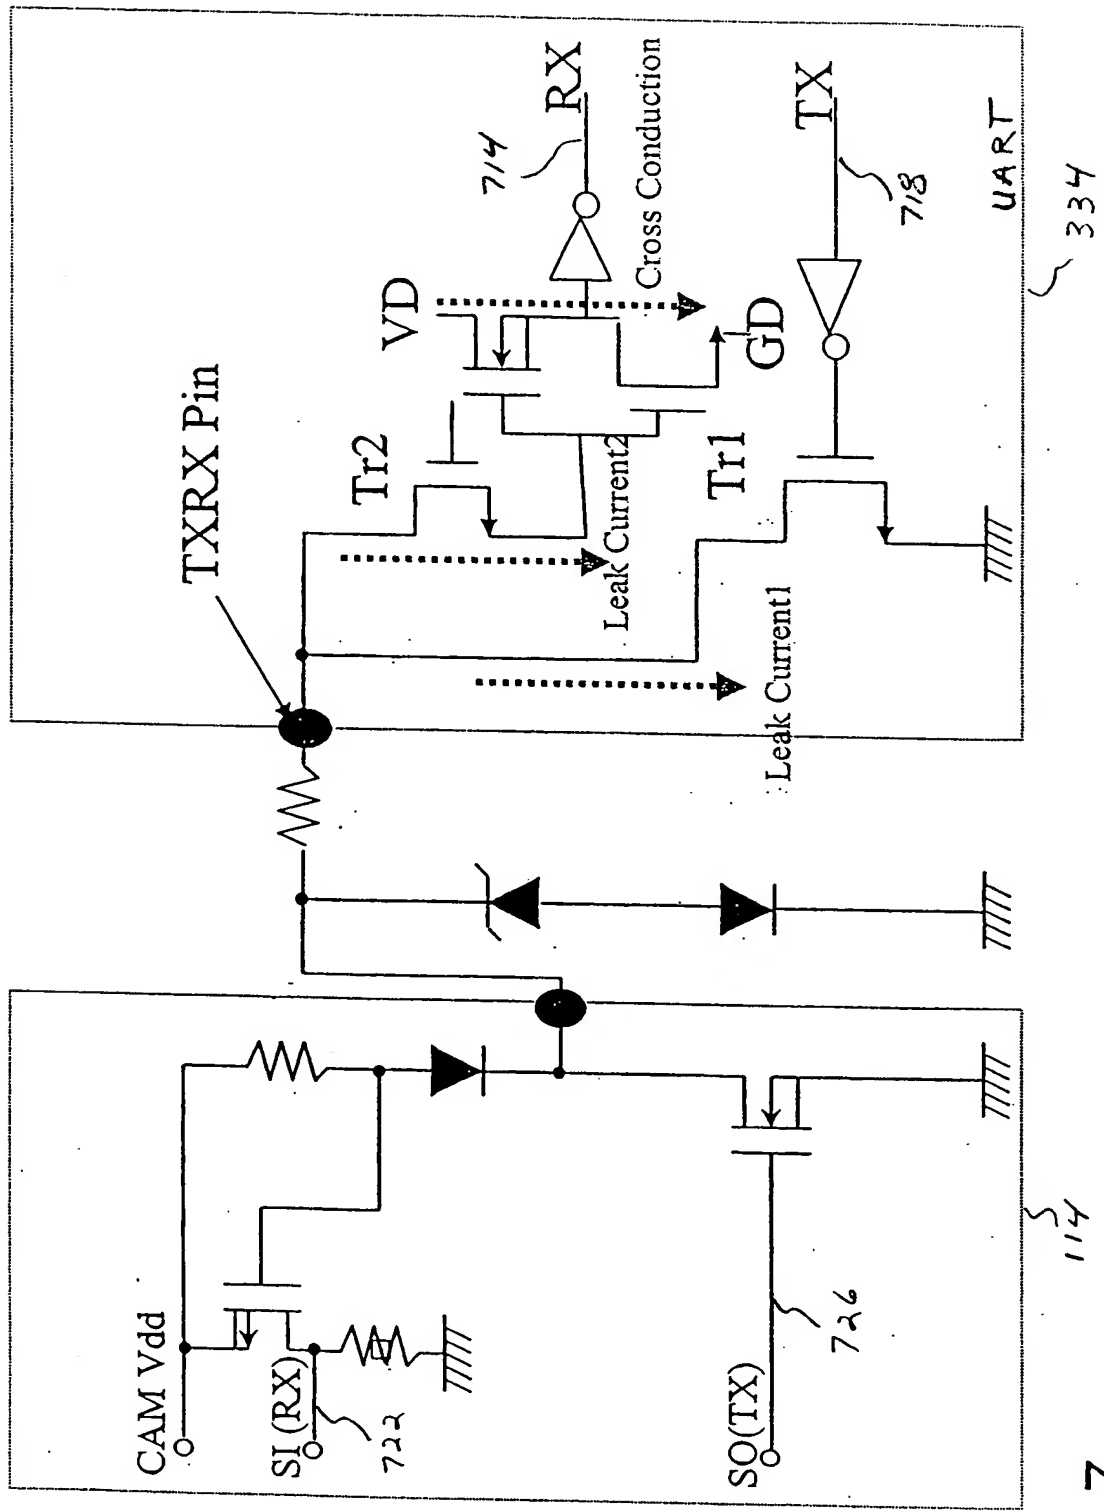 TXRX Pin
Tr2
VD
714
RX
Cross Conduction
Leak Current2
GD
Tr1
TX
718
Leak Current1
UART
334
CAM Vdd
SI (RX)
722
SO(TX)
726
114
7